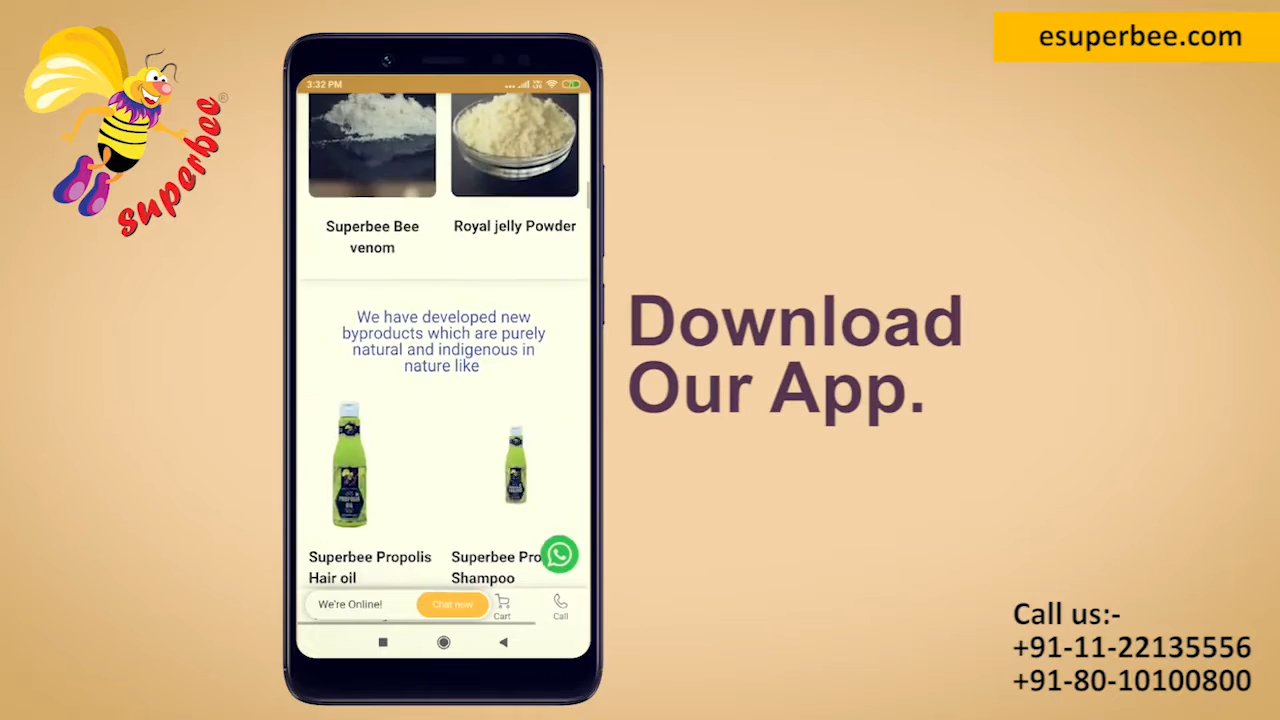 superbee
esuperbee.com
3:32 PM
Superbee Bee
venom
Royal jelly Powder
We have developed new
byproducts which are purely
natural and indigenous in
nature like
Superbee Propolis
Hair oil
Superbee Pro
Shampoo
We're Online!
Chat now
Cart
Call
Download
Our App.
Call us:-
+91-11-22135556
+91-80-10100800